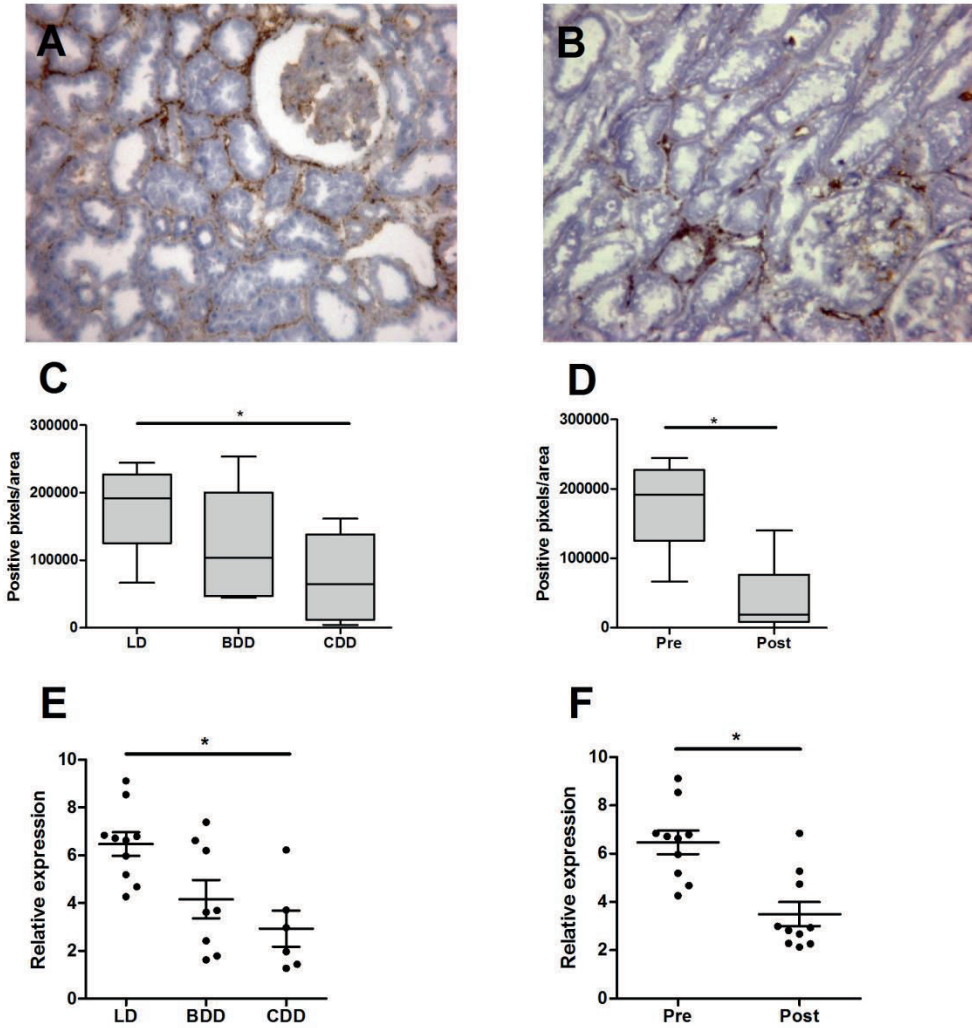 A
B
C
*
300000
200000
100000
0
Positive pixels/area
LD
BDD
CDD
D
*
300000
200000
100000
0
Positive pixels/area
Pre
Post
E
*
10
8
6
4
2
0
Relative expression
LD
BDD
CDD
F
*
10
8
6
4
2
0
Relative expression
Pre
Post